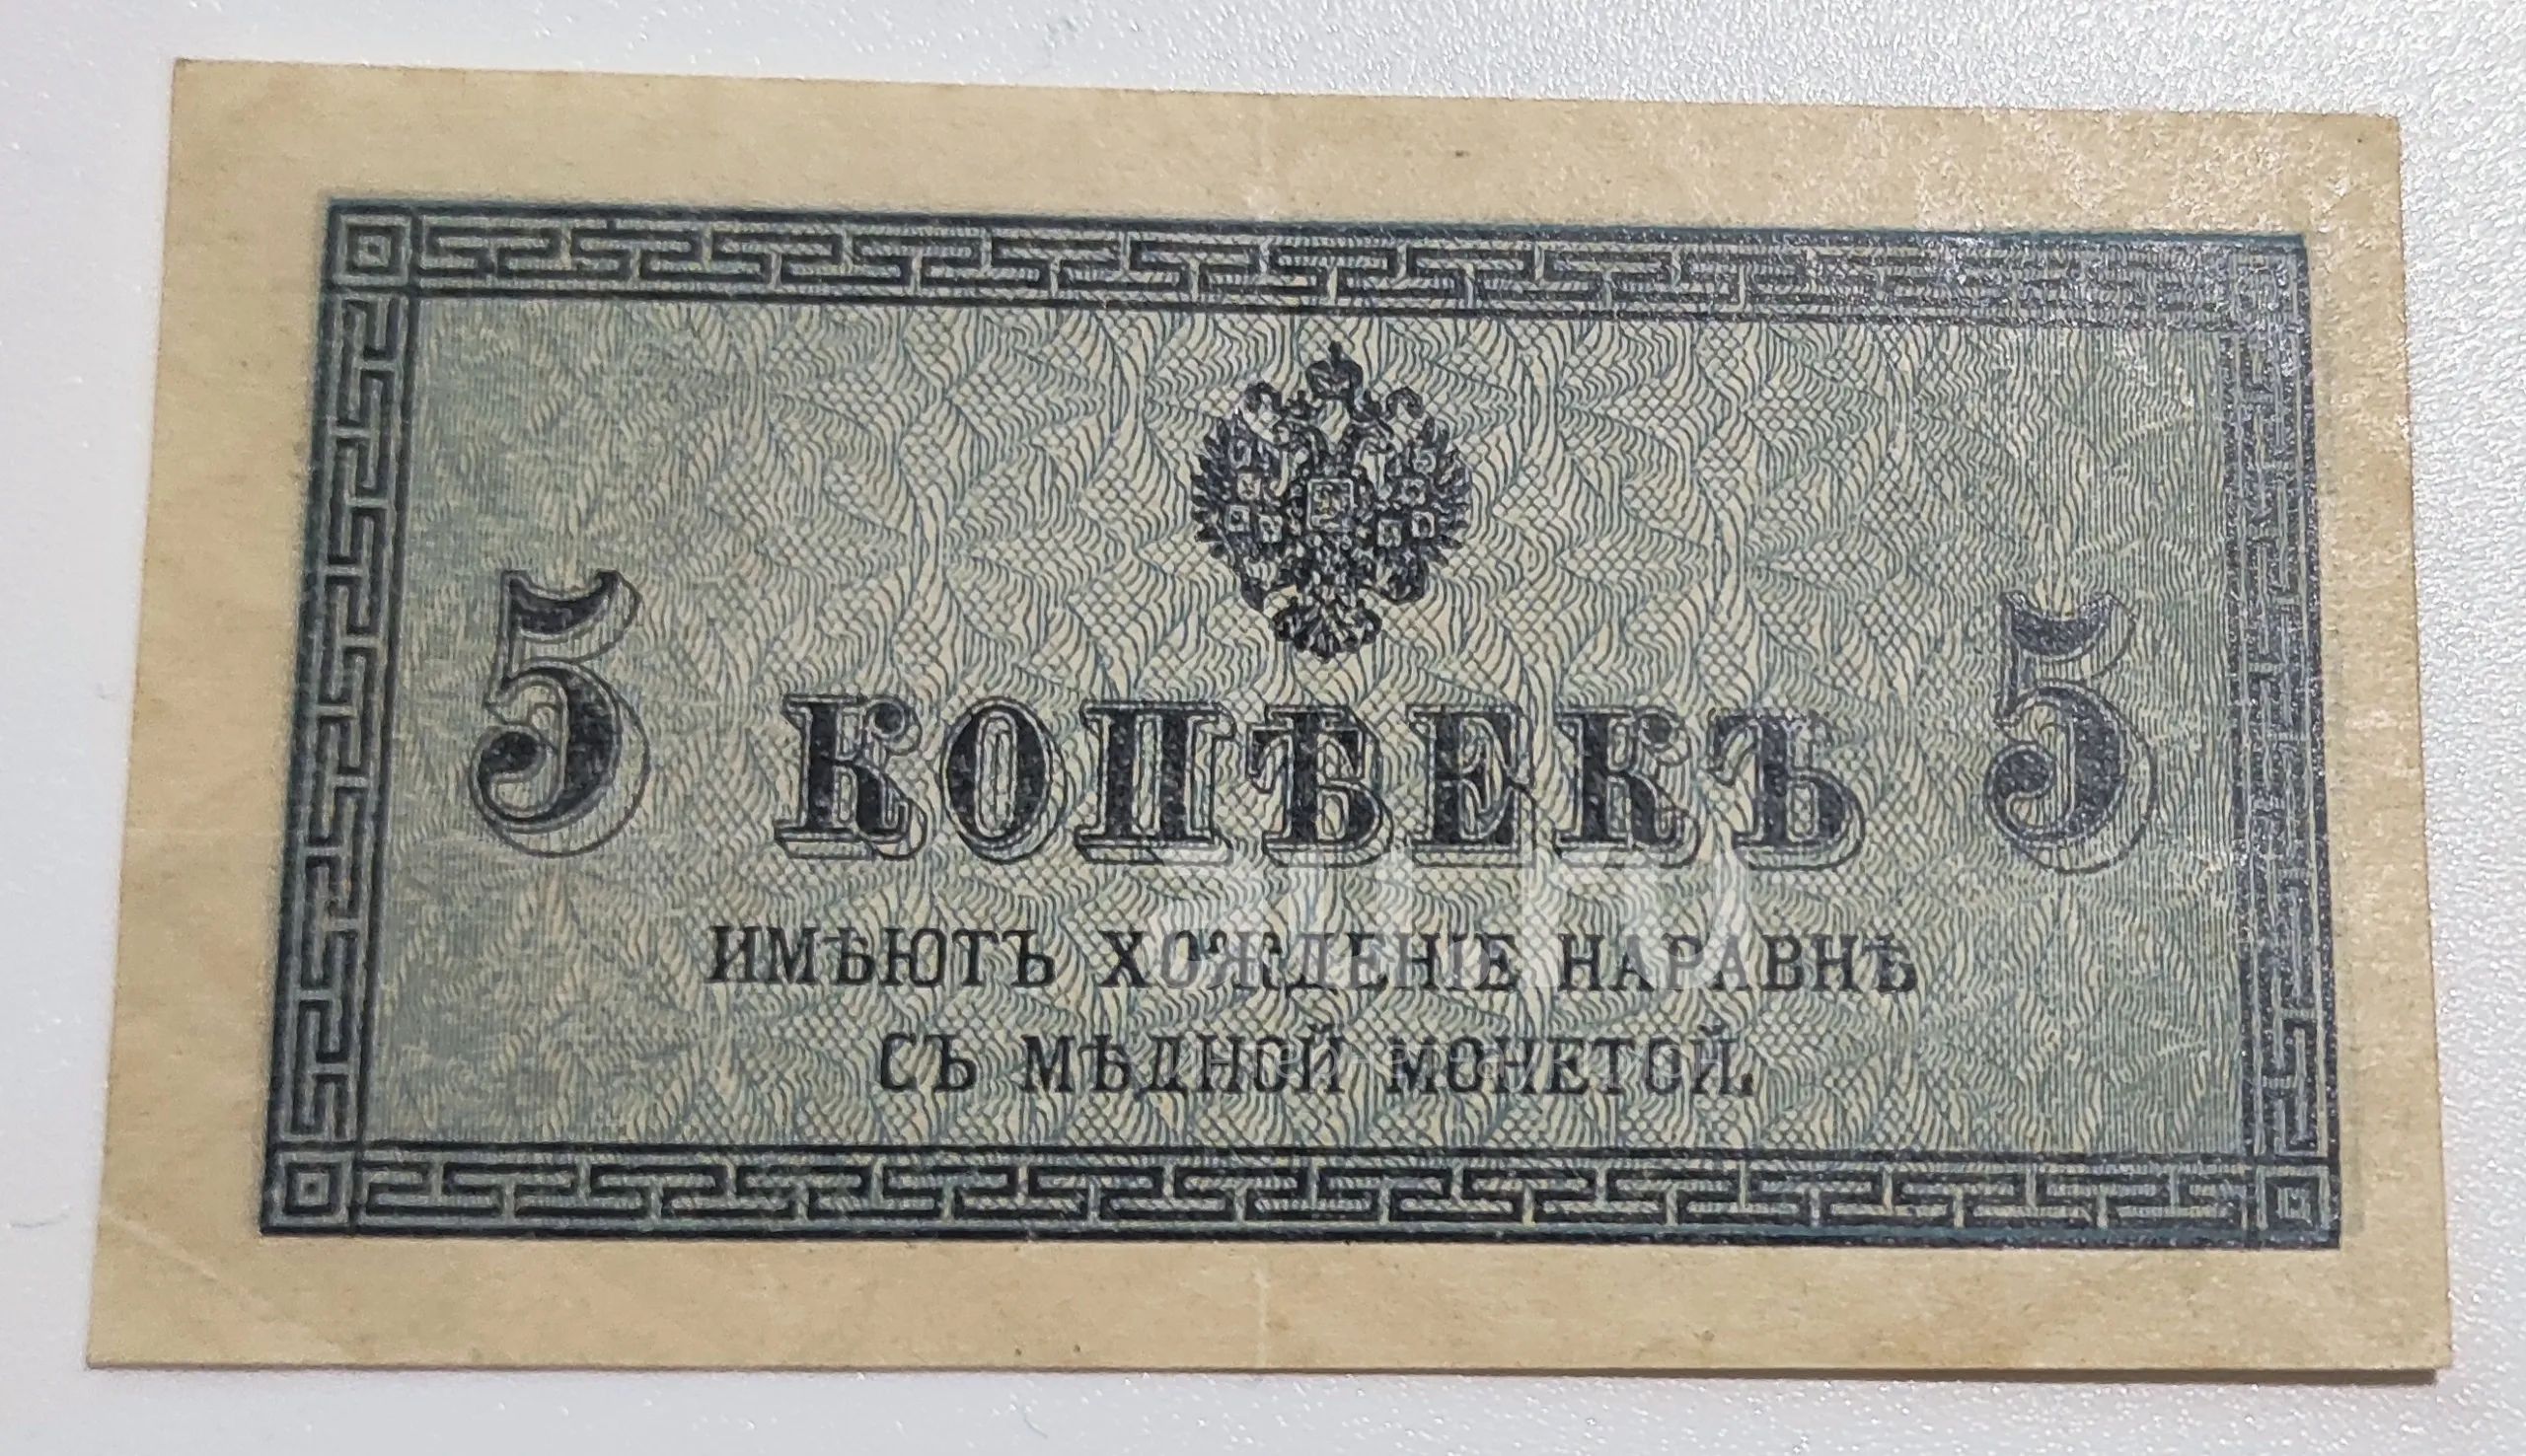 5 КОПѢЕКЪ 5
ИМѢЮТЪ ХОЖДЕНІЕ НАРАВНѢ
СЪ МѢДНОЙ МОНЕТОЙ.